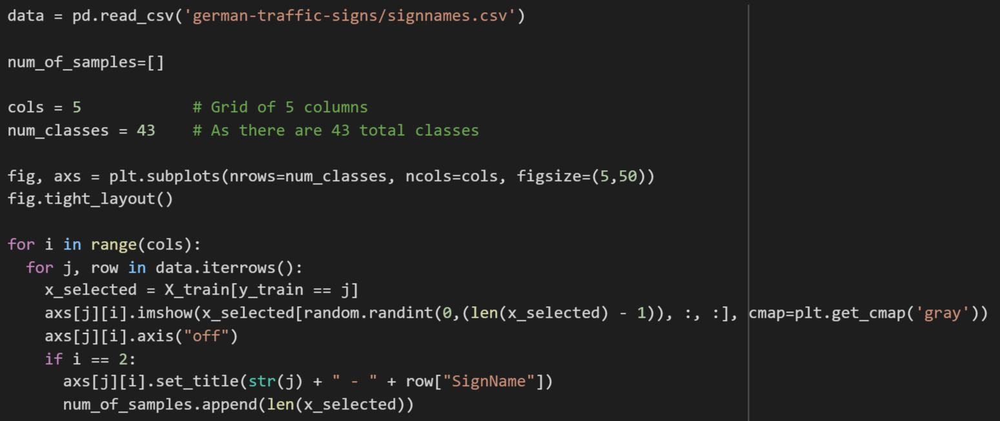 data = pd.read_csv('german-traffic-signs/signnames.csv')
num_of_samples=[]
cols = 5            # Grid of 5 columns
num_classes = 43    # As there are 43 total classes
fig, axs = plt.subplots(nrows=num_classes, ncols=cols, figsize=(5,50))
fig.tight_layout()
for i in range(cols):
  for j, row in data.iterrows():
    x_selected = X_train[y_train == j]
    axs[j][i].imshow(x_selected[random.randint(0,(len(x_selected) - 1)), :, :], cmap=plt.get_cmap('gray'))
    axs[j][i].axis("off")
    if i == 2:
      axs[j][i].set_title(str(j) + " - " + row["SignName"])
      num_of_samples.append(len(x_selected))